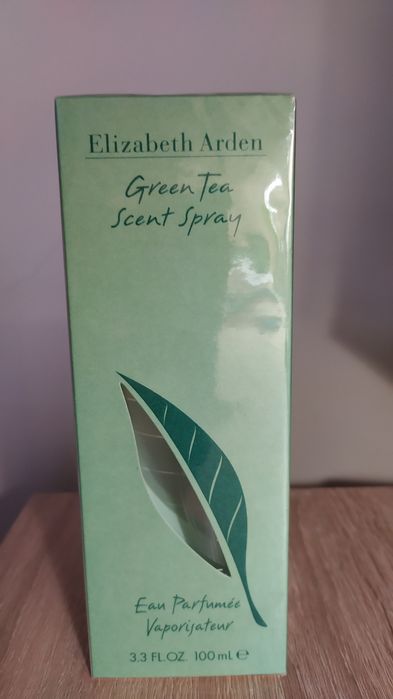 Elizabeth Arden
Green Tea
Scent Spray
Eau Parfumée
Vaporisateur
3.3 FL.OZ. 100 mL ℮